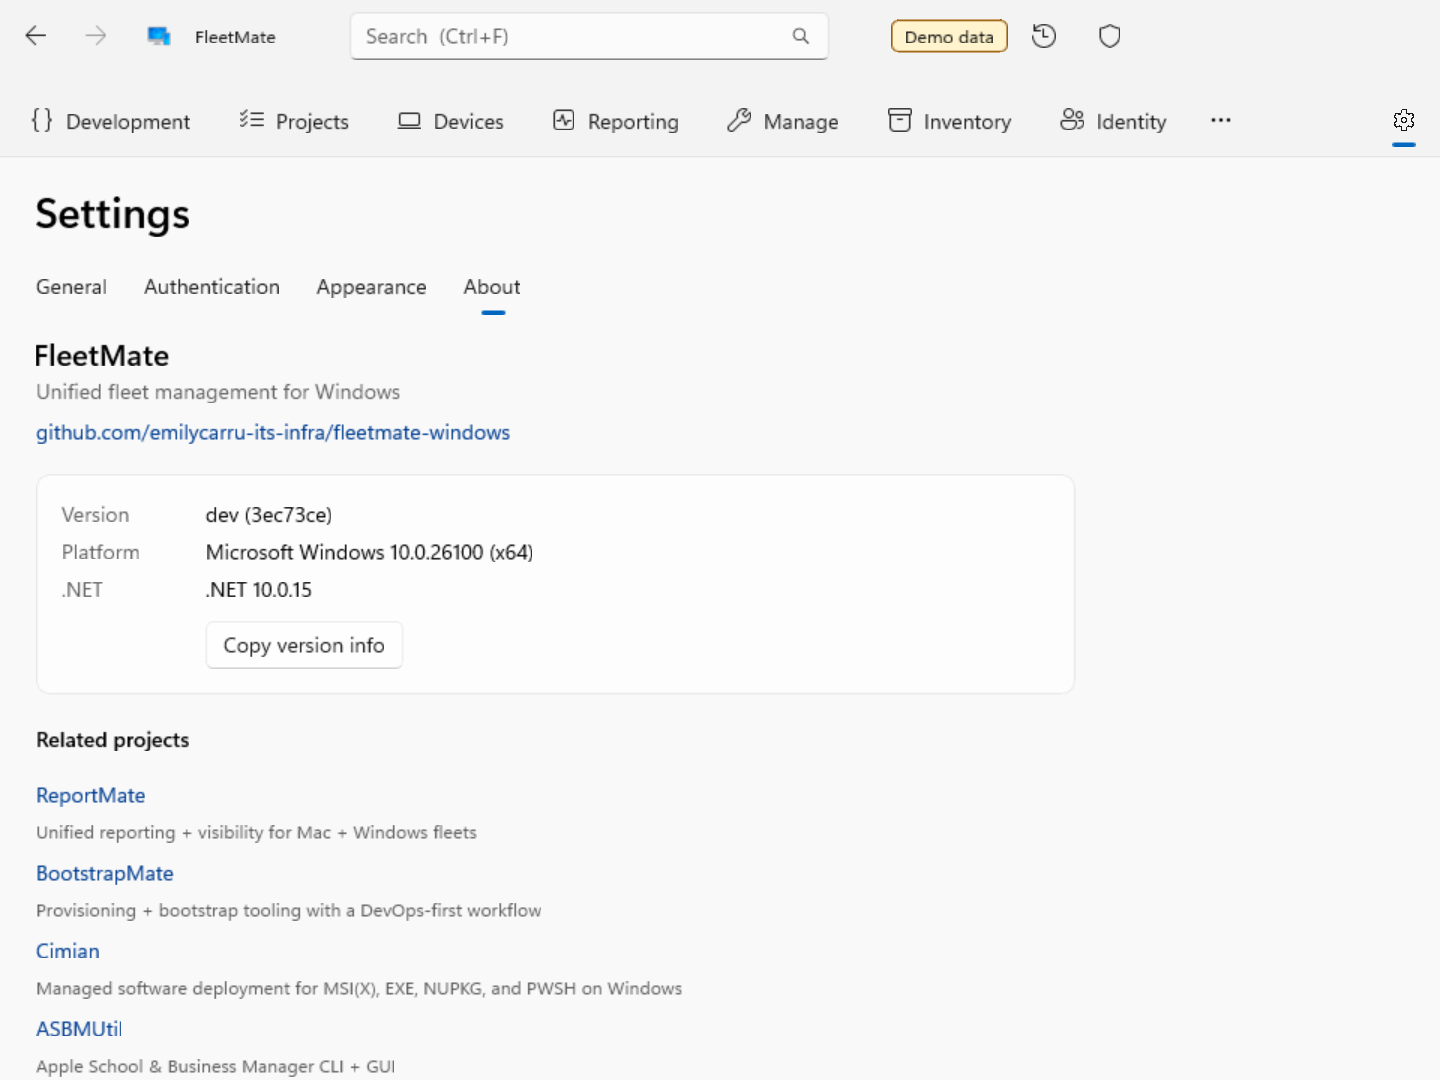 FleetMate
Search (Ctrl+F)
Demo data
Development
Projects
Devices
Reporting
Manage
Inventory
Identity
Settings
General
Authentication
Appearance
About
FleetMate
Unified fleet management for Windows
github.com/emilycarru-its-infra/fleetmate-windows
Version dev (3ec73ce)
Platform Microsoft Windows 10.0.26100 (x64)
.NET .NET 10.0.15
Copy version info
Related projects
ReportMate
Unified reporting + visibility for Mac + Windows fleets
BootstrapMate
Provisioning + bootstrap tooling with a DevOps-first workflow
Cimian
Managed software deployment for MSI(X), EXE, NUPKG, and PWSH on Windows
ASBMUtil
Apple School & Business Manager CLI + GUI